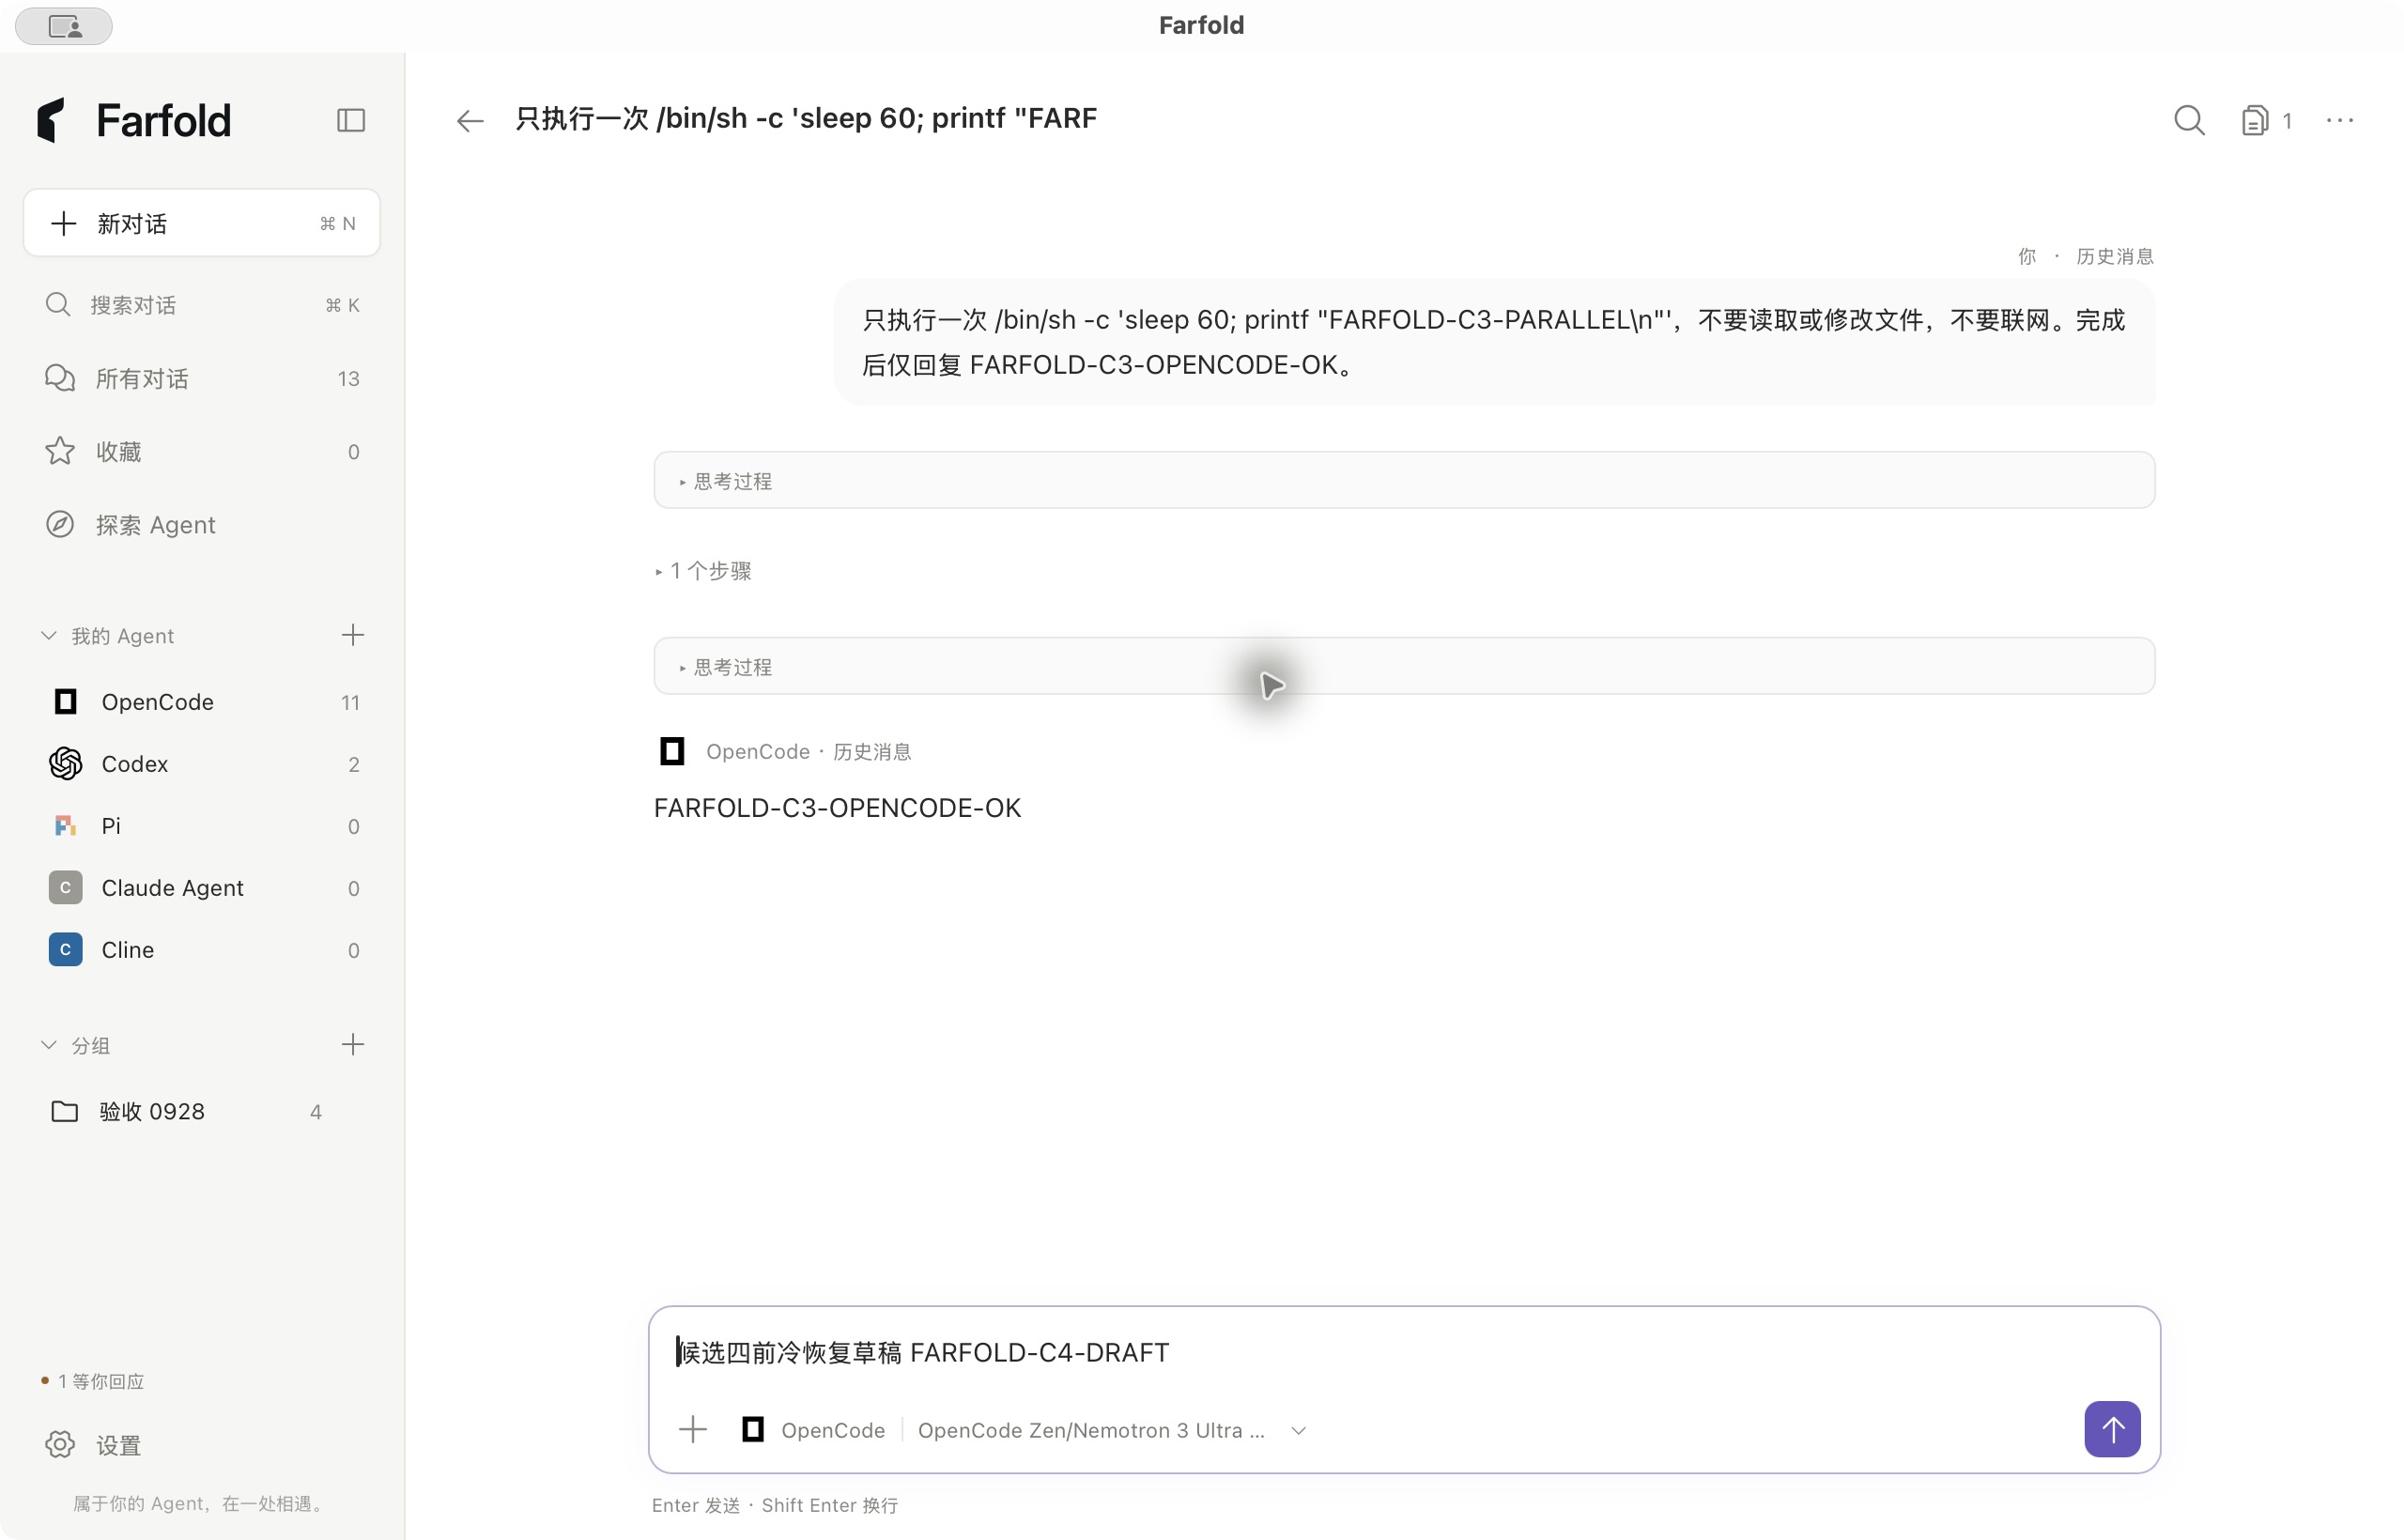 Farfold
Farfold
新对话
⌘ N
搜索对话
⌘ K
所有对话
13
收藏
0
探索 Agent
我的 Agent
OpenCode
11
Codex
2
Pi
0
C
Claude Agent
0
C
Cline
0
分组
验收 0928
4
1 等你回应
设置
属于你的 Agent，在一处相遇。
只执行一次 /bin/sh -c 'sleep 60; printf "FARF
1
你 · 历史消息
只执行一次 /bin/sh -c 'sleep 60; printf "FARFOLD-C3-PARALLEL\n"'，不要读取或修改文件，不要联网。完成
后仅回复 FARFOLD-C3-OPENCODE-OK。
思考过程
1 个步骤
思考过程
OpenCode · 历史消息
FARFOLD-C3-OPENCODE-OK
候选四前冷恢复草稿 FARFOLD-C4-DRAFT
OpenCode
OpenCode Zen/Nemotron 3 Ultra ...
Enter 发送 · Shift Enter 换行